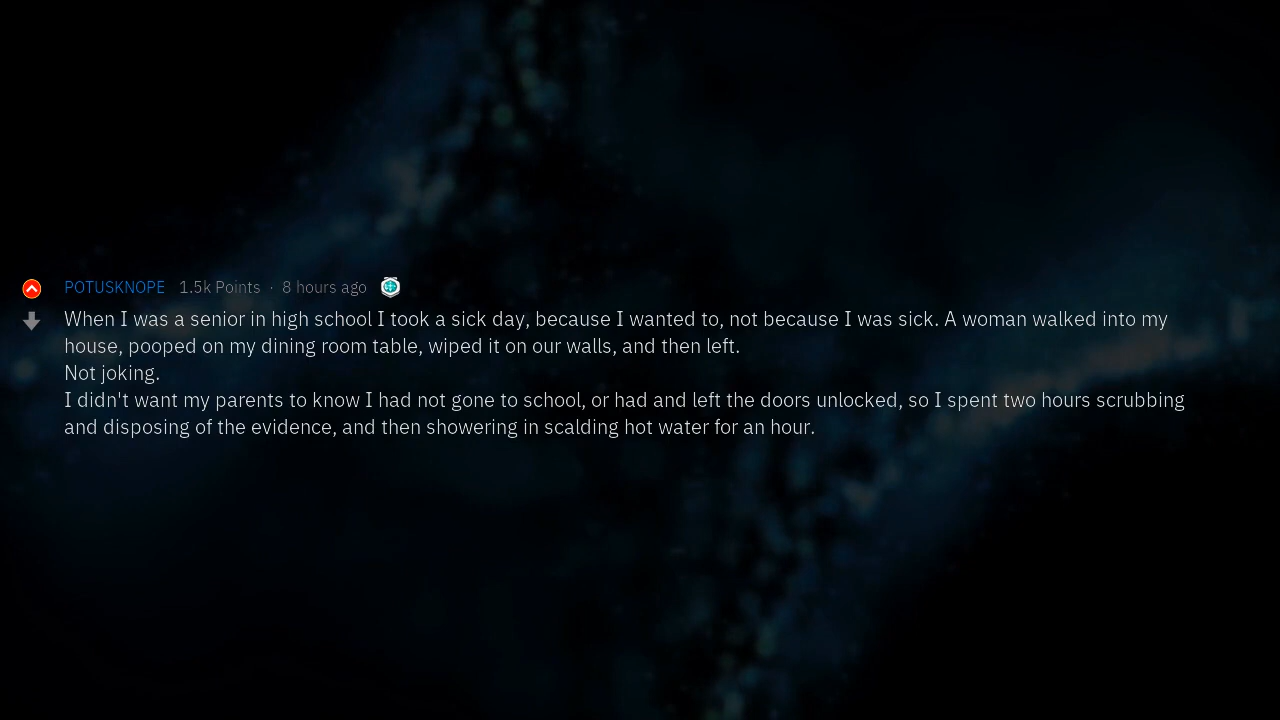 POTUSKNOPE 1.5k Points · 8 hours ago
When I was a senior in high school I took a sick day, because I wanted to, not because I was sick. A woman walked into my
house, pooped on my dining room table, wiped it on our walls, and then left.
Not joking.
I didn't want my parents to know I had not gone to school, or had and left the doors unlocked, so I spent two hours scrubbing
and disposing of the evidence, and then showering in scalding hot water for an hour.